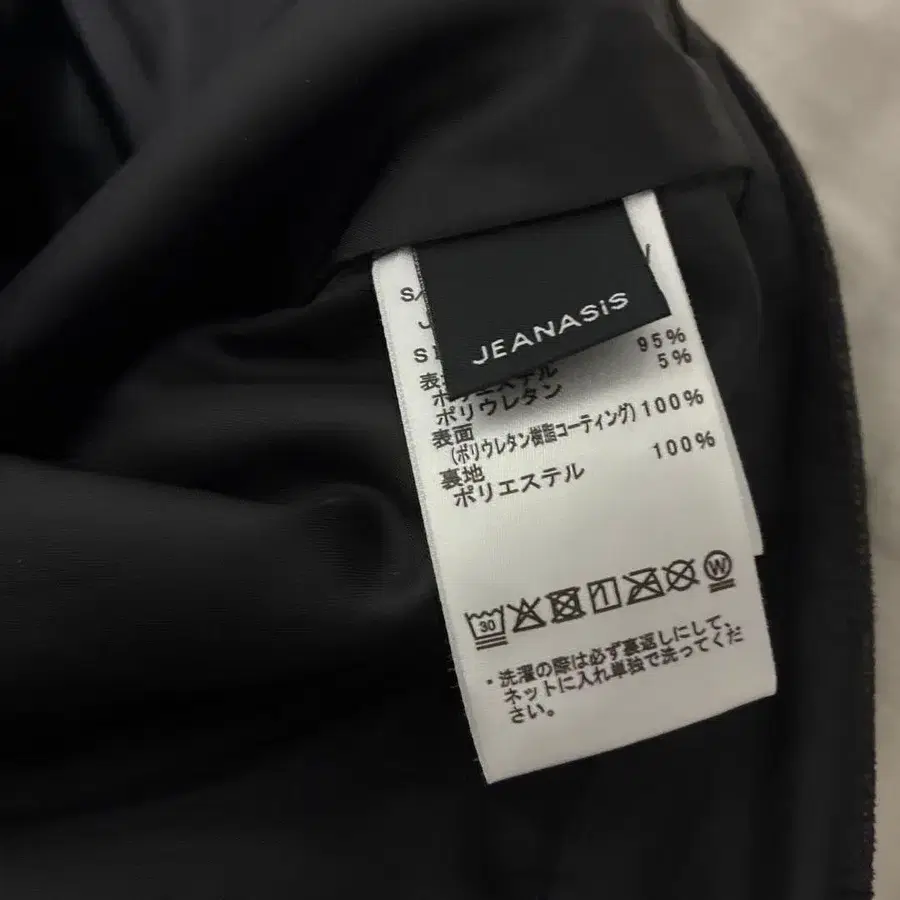 JEANASiS
S/
95%
ポリウレタン 5%
表面
(ポリウレタン樹脂コーティング) 100%
裏地
ポリエステル 100%
30
W
・洗濯の際は必ず裏返しにして、
ネットに入れ単独で洗ってくだ
さい。